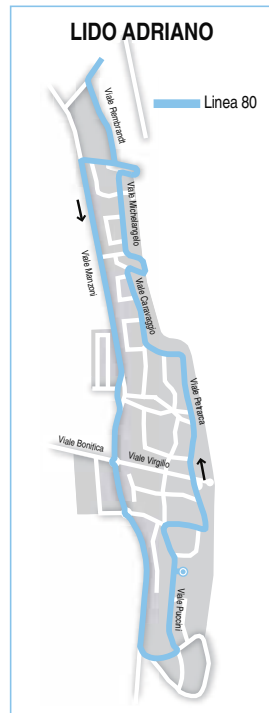 LIDO ADRIANO
Linea 80
Viale Rembrandt
Viale Michelangelo
Viale Manzoni
Viale Caravaggio
Viale Petrarca
Viale Bonifica
Viale Virgilio
Viale Puccini